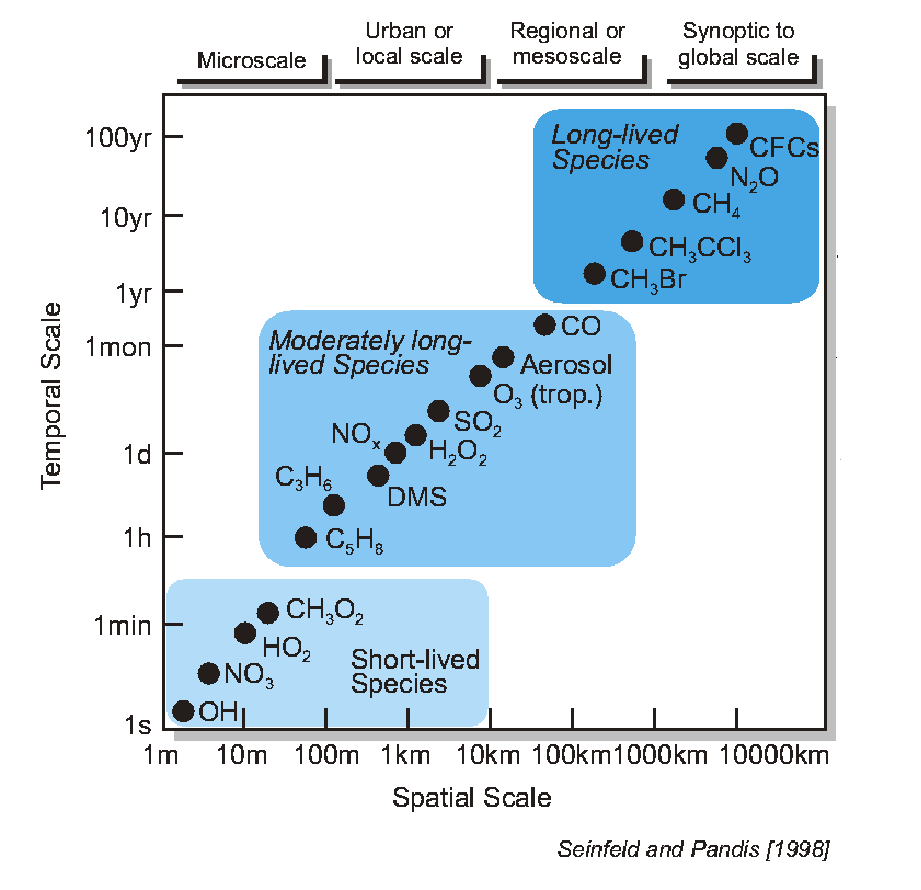 Microscale
Urban or
local scale
Regional or
mesoscale
Synoptic to
global scale
Temporal Scale
100yr
10yr
1yr
1mon
1d
1h
1min
1s
Long-lived
Species
CFCs
N₂O
CH₄
CH₃CCl₃
CH₃Br
Moderately long-
lived Species
CO
Aerosol
O₃ (trop.)
SO₂
NOₓ
H₂O₂
C₃H₆
DMS
C₅H₈
CH₃O₂
HO₂
Short-lived
Species
NO₃
OH
1m 10m 100m 1km 10km 100km 1000km 10000km
Spatial Scale
Seinfeld and Pandis [1998]